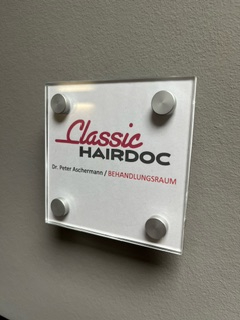 Classic
HAIRDOC
Dr. Peter Aschermann / BEHANDLUNGSRAUM